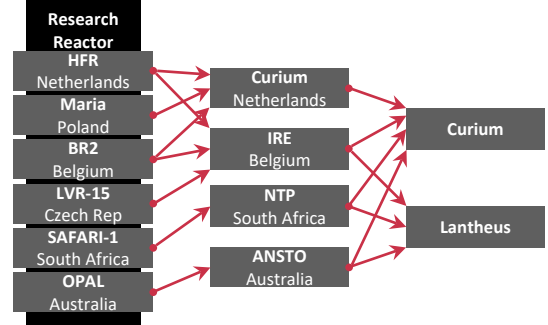 Research
Reactor
HFR
Netherlands
Maria
Poland
BR2
Belgium
LVR-15
Czech Rep
SAFARI-1
South Africa
OPAL
Australia
Curium
Netherlands
IRE
Belgium
NTP
South Africa
ANSTO
Australia
Curium
Lantheus